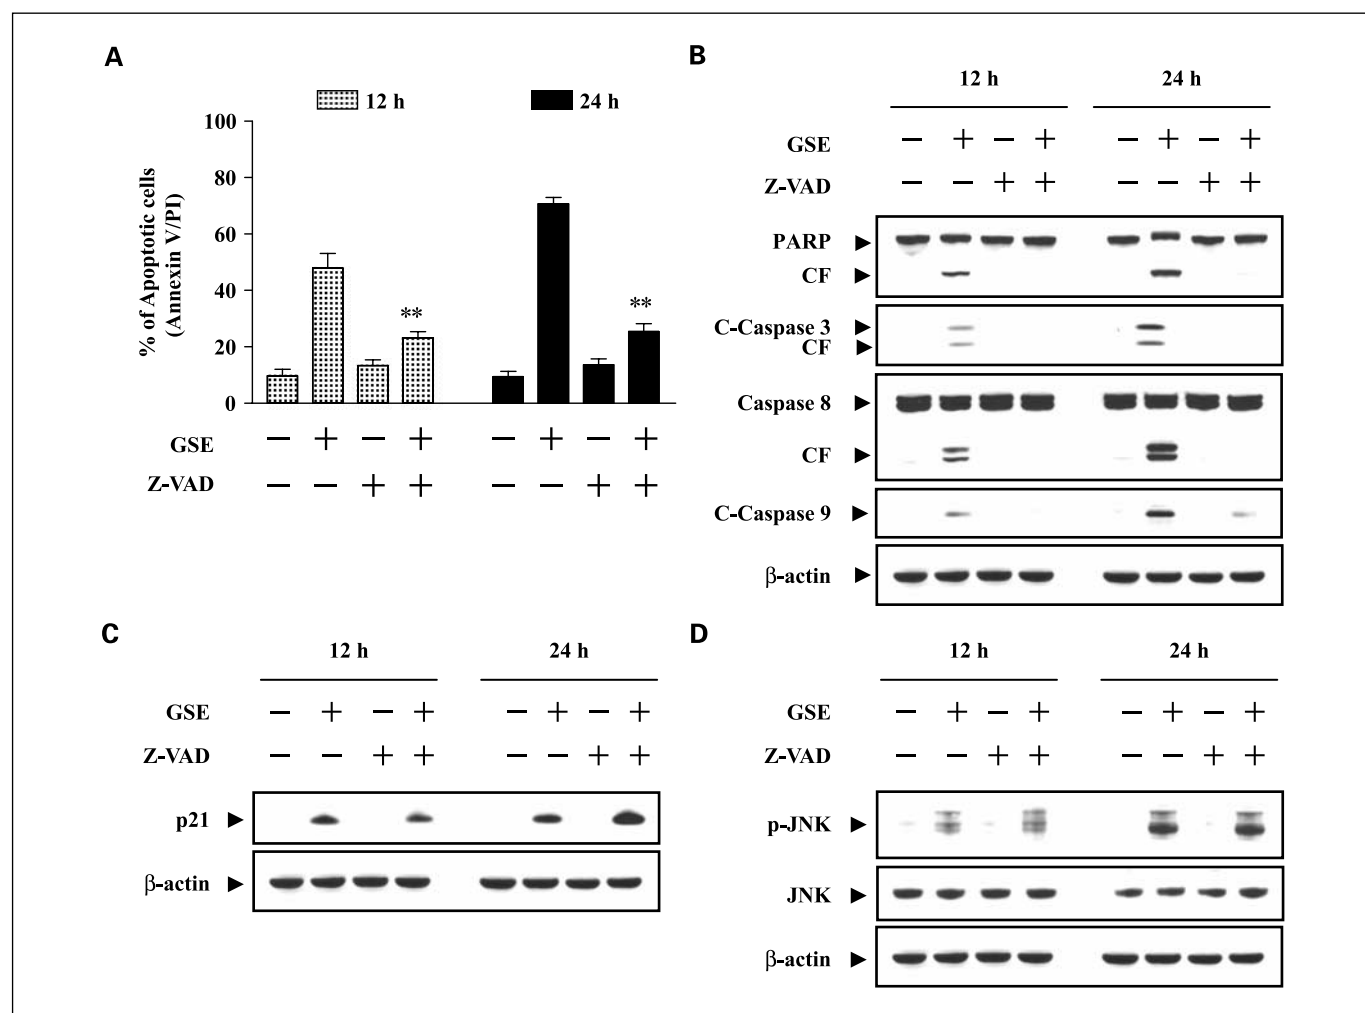 A
12 h
24 h
% of Apoptotic cells
(Annexin V/PI)
100
80
60
40
20
0
**
**
GSE − + − + − + − +
Z-VAD − − + + − − + +
B
12 h 24 h
GSE − + − + − + − +
Z-VAD − − + + − − + +
PARP
CF
C-Caspase 3
CF
Caspase 8
CF
C-Caspase 9
β-actin
C
12 h 24 h
GSE − + − + − + − +
Z-VAD − − + + − − + +
p21
β-actin
D
12 h 24 h
GSE − + − + − + − +
Z-VAD − − + + − − + +
p-JNK
JNK
β-actin